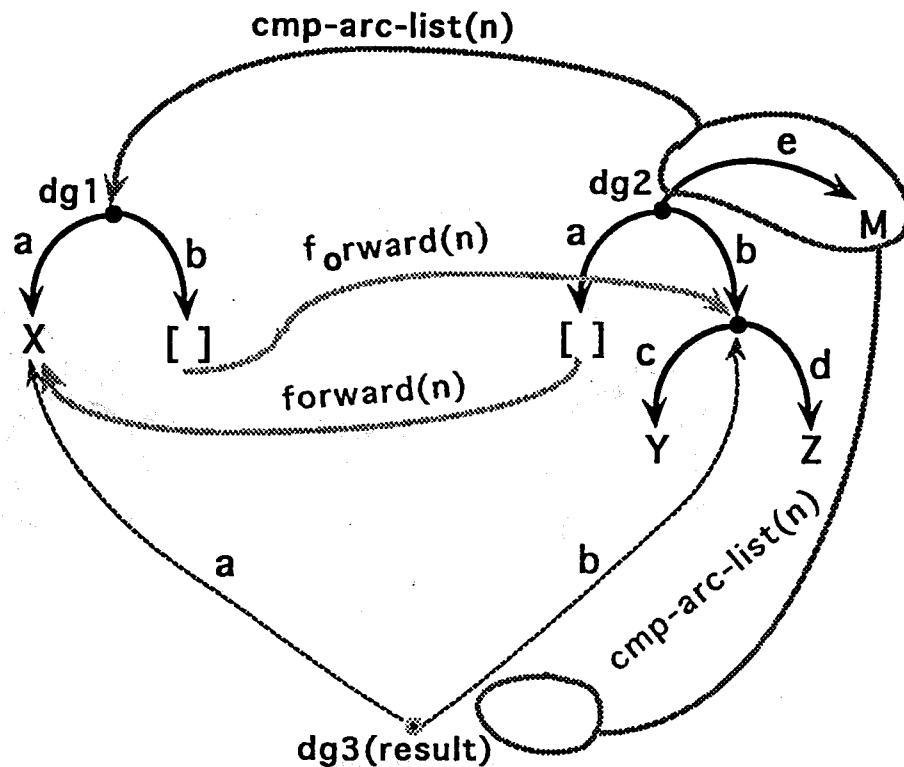 cmp-arc-list(n)
e
dg1
dg2
M
a
b
forward(n)
a
b
X
[ ]
[ ]
c
d
forward(n)
Y
Z
a
b
cmp-arc-list(n)
dg3(result)